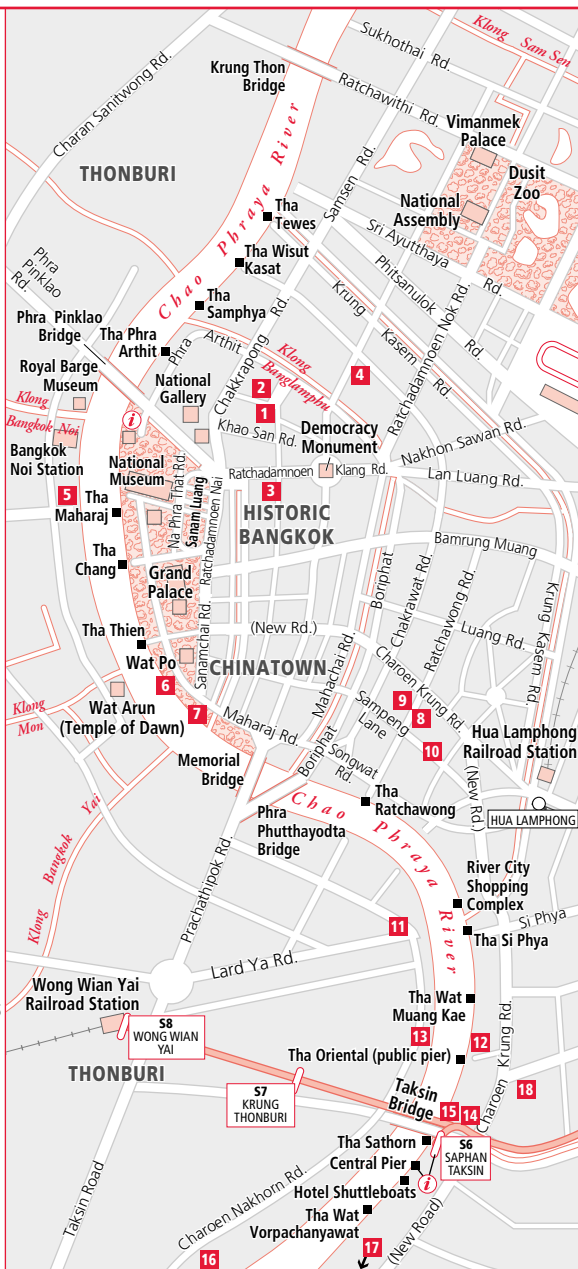 Klong
Sam Sen
Sukhothai Rd.
Krung Thon
Bridge
Ratchawithi Rd.
Charan Sanitwong Rd.
Vimanmek
Palace
Dusit
Zoo
THONBURI
Chao Phraya River
Samsen Rd.
National
Assembly
Tha
Tewes
Sri Ayutthaya Rd.
Phra
Pinklao
Rd.
Tha Wisut
Kasat
Phitsanulok Rd.
Krung Kasem Rd.
Ratchadamnoen Nok Rd.
Tha
Samphya
Phra Pinklao
Bridge
Tha Phra
Arthit
Phra Arthit
Chakkrapong Rd.
Klong
Banglamphu
Royal Barge
Museum
National
Gallery
2
4
1
Klong
Bangkok Noi
i
Khao San Rd.
Democracy
Monument
Nakhon Sawan Rd.
Bangkok
Noi Station
National
Museum
Na Phra That Rd.
Sanam Luang
Ratchadamnoen Nai
Ratchadamnoen Klang Rd.
Lan Luang Rd.
5
3
Tha
Maharaj
HISTORIC
BANGKOK
Bamrung Muang
Tha
Chang
Grand
Palace
Boriphat
Chakrawat Rd.
Ratchawong Rd.
Krung Kasem Rd.
Sanamchai Rd.
Tha Thien
(New Rd.)
Luang Rd.
Wat Po
CHINATOWN
Mahachai Rd.
Charoen Krung Rd.
6
7
9
8
Wat Arun
(Temple of Dawn)
Klong
Mon
Maharaj Rd.
Sampeng
Lane
10
Hua Lamphong
Railroad Station
Memorial
Bridge
Boriphat
Songwat
Rd.
(New Rd.)
Tha
Ratchawong
HUA LAMPHONG
Klong Bangkok Yai
Phra
Phutthayodta
Bridge
Chao Phraya River
Prachathipok Rd.
River City
Shopping
Complex
11
Si Phya
Tha Si Phya
Lard Ya Rd.
Wong Wian Yai
Railroad Station
Tha Wat
Muang Kae
S8
WONG WIAN
YAI
13
12
Charoen Krung Rd.
Tha Oriental (public pier)
THONBURI
S7
KRUNG
THONBURI
Taksin
Bridge
18
15
14
Tha Sathorn
S6
SAPHAN
TAKSIN
Central Pier
i
Hotel Shuttleboats
Taksin Road
Charoen Nakhorn Rd.
Tha Wat
Vorpachanyawat
(New Road)
17
16